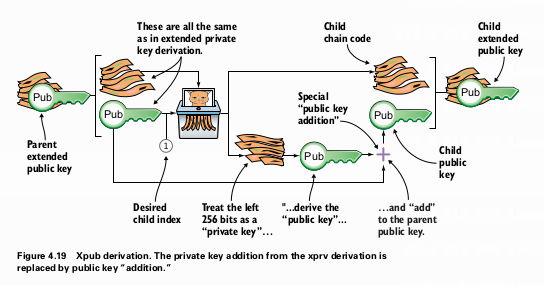 These are all the same
as in extended private
key derivation.
Child
chain code
Child
extended
public key
Pub
Pub
Pub
Parent
extended
public key
1
Special
“public key
addition”
Pub
Pub
+
Child
public
key
Desired
child index
Treat the left
256 bits as a
“private key”...
"...derive the
“public key”...
...and “add”
to the parent
public key.
Figure 4.19 Xpub derivation. The private key addition from the xprv derivation is
replaced by public key “addition.”